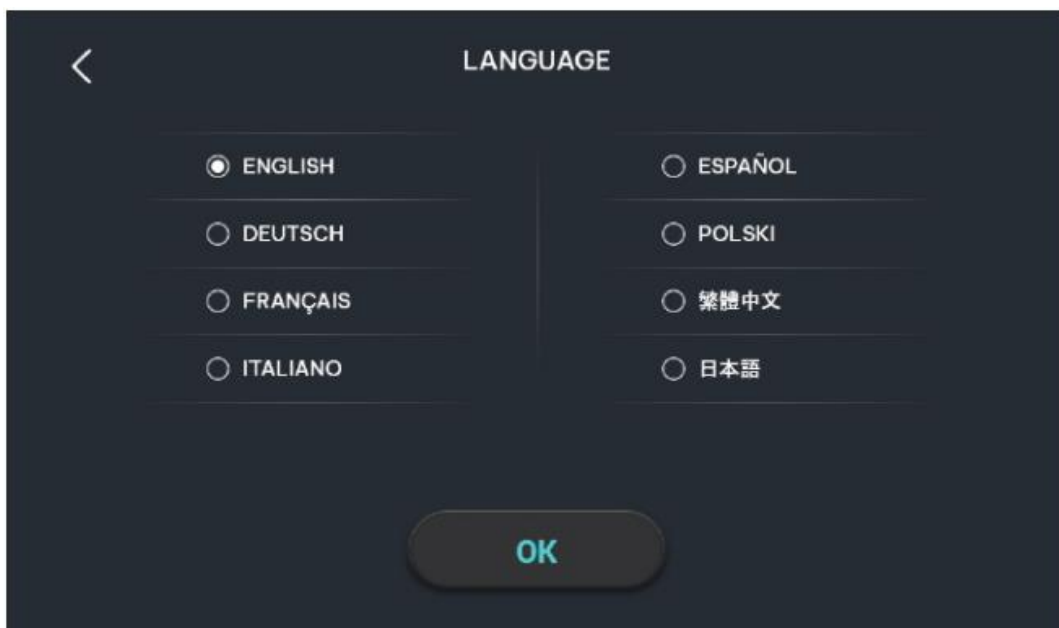 LANGUAGE
ENGLISH
DEUTSCH
FRANÇAIS
ITALIANO
ESPAÑOL
POLSKI
繁體中文
日本語
OK